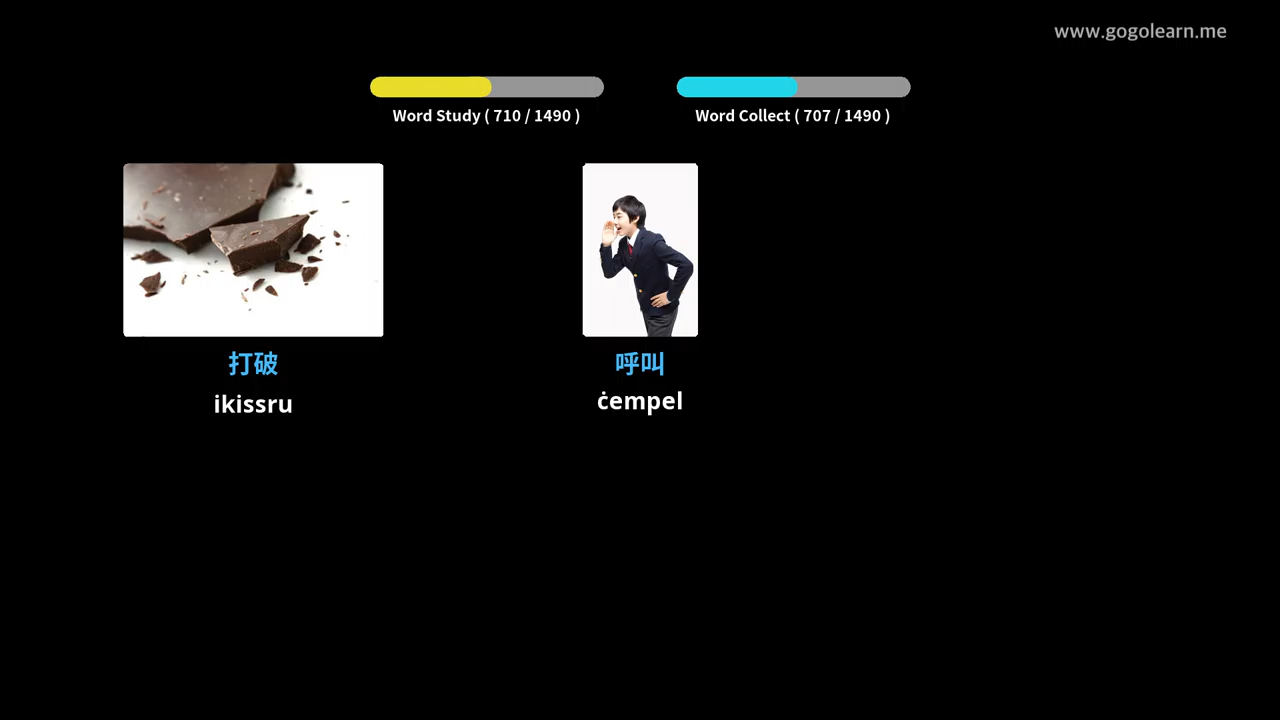 www.gogolearn.me
Word Study ( 710 / 1490 )
Word Collect ( 707 / 1490 )
打破
ikissru
呼叫
ċempel